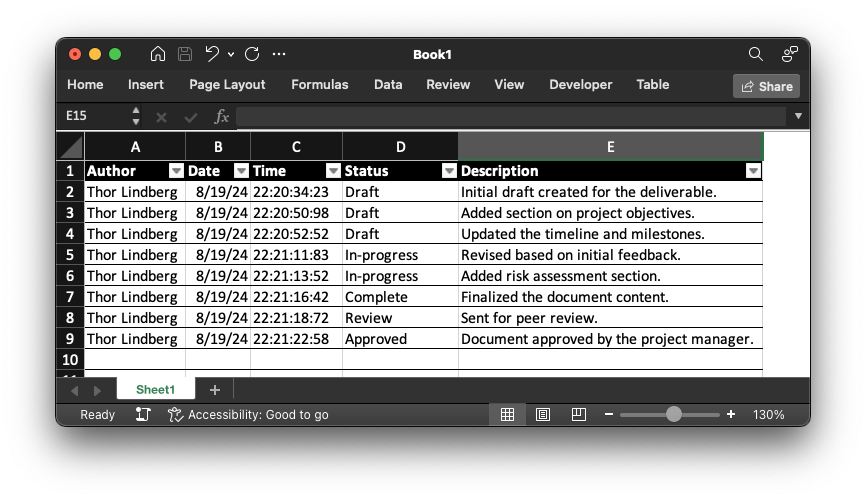 Book1
Home Insert Page Layout Formulas Data Review View Developer Table Share
E15 fx
A B C D E
1 Author Date Time Status Description
2 Thor Lindberg 8/19/24 22:20:34:23 Draft Initial draft created for the deliverable.
3 Thor Lindberg 8/19/24 22:20:50:98 Draft Added section on project objectives.
4 Thor Lindberg 8/19/24 22:20:52:52 Draft Updated the timeline and milestones.
5 Thor Lindberg 8/19/24 22:21:11:83 In-progress Revised based on initial feedback.
6 Thor Lindberg 8/19/24 22:21:13:52 In-progress Added risk assessment section.
7 Thor Lindberg 8/19/24 22:21:16:42 Complete Finalized the document content.
8 Thor Lindberg 8/19/24 22:21:18:72 Review Sent for peer review.
9 Thor Lindberg 8/19/24 22:21:22:58 Approved Document approved by the project manager.
10
Sheet1 +
Ready Accessibility: Good to go 130%